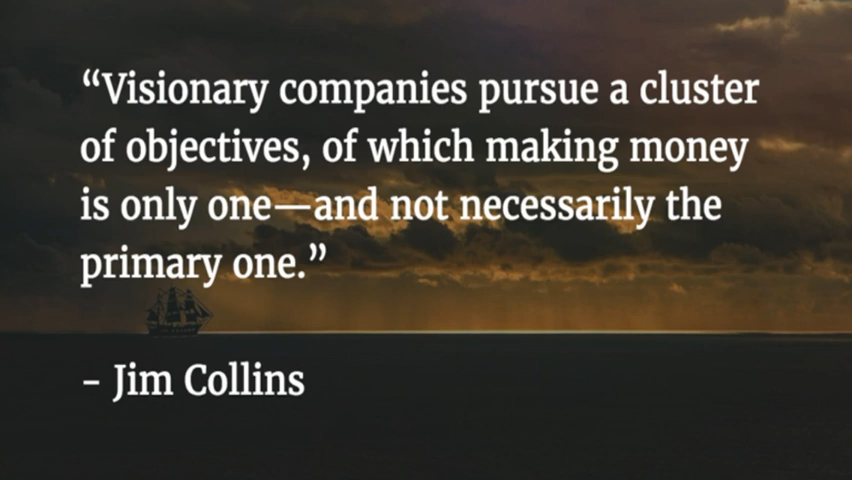 “Visionary companies pursue a cluster
of objectives, of which making money
is only one—and not necessarily the
primary one.”
– Jim Collins